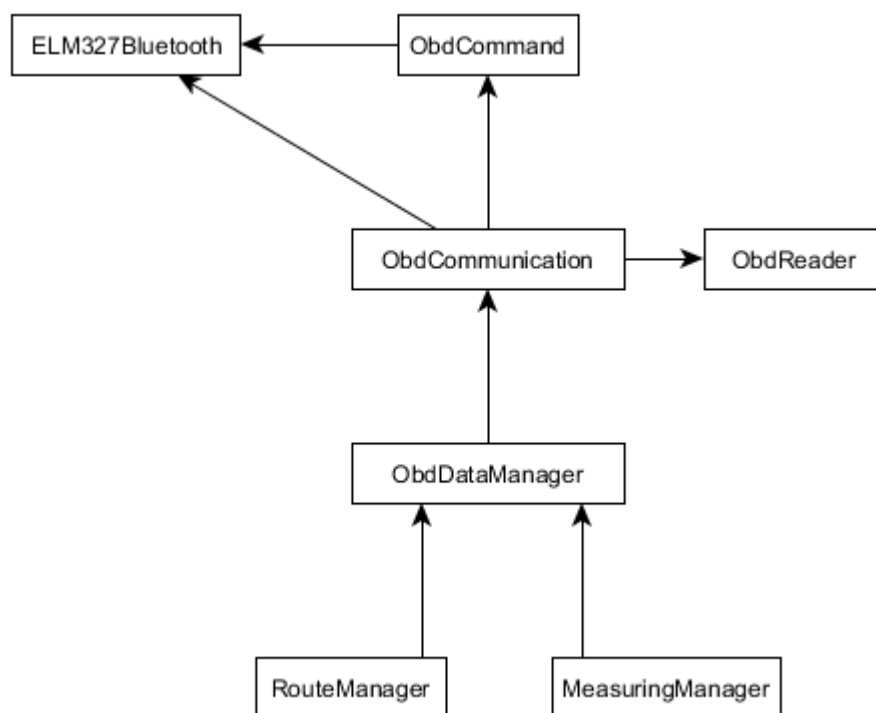 ELM327Bluetooth
ObdCommand
ObdCommunication
ObdReader
ObdDataManager
RouteManager
MeasuringManager